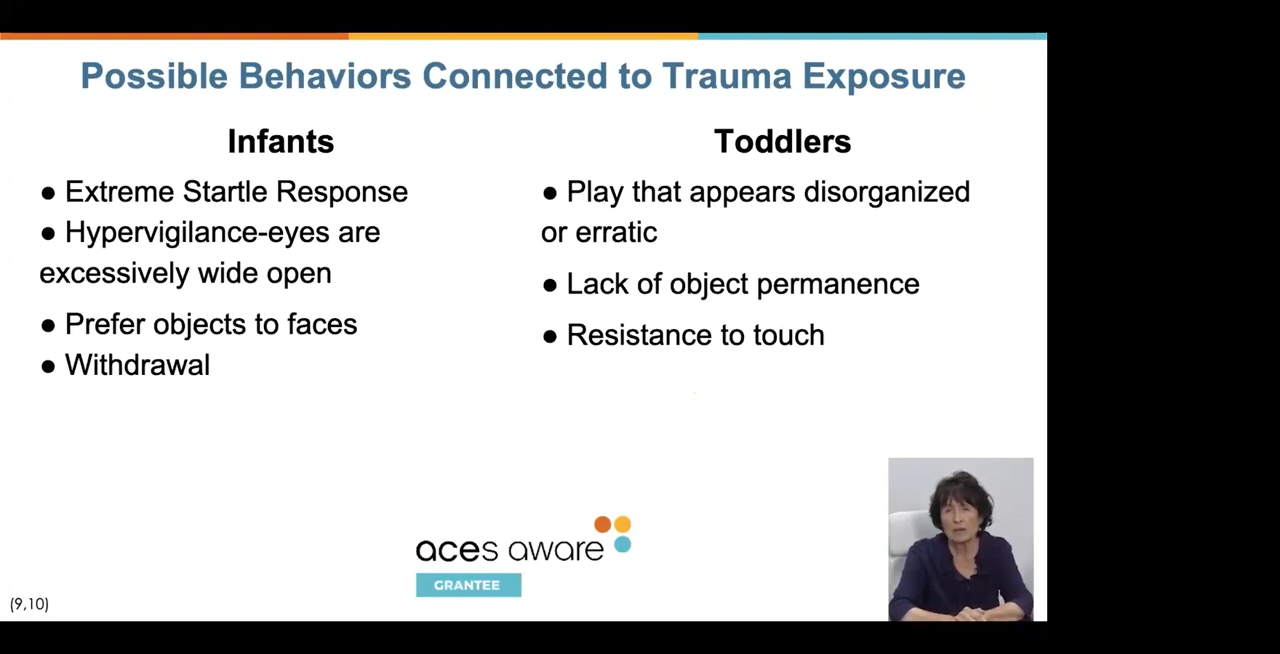 Possible Behaviors Connected to Trauma Exposure
Infants
● Extreme Startle Response
● Hypervigilance-eyes are
excessively wide open
● Prefer objects to faces
● Withdrawal
Toddlers
● Play that appears disorganized
or erratic
● Lack of object permanence
● Resistance to touch
aces aware
GRANTEE
(9,10)